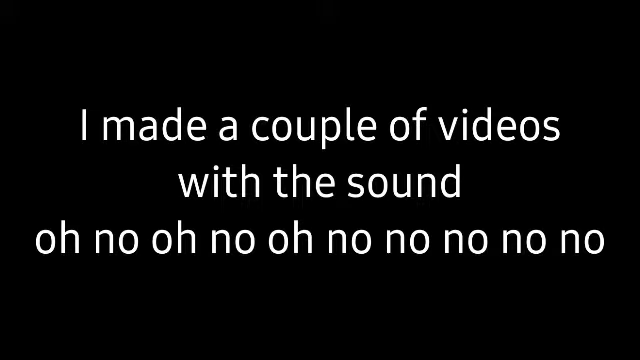 I made a couple of videos
with the sound
oh no oh no oh no no no no no